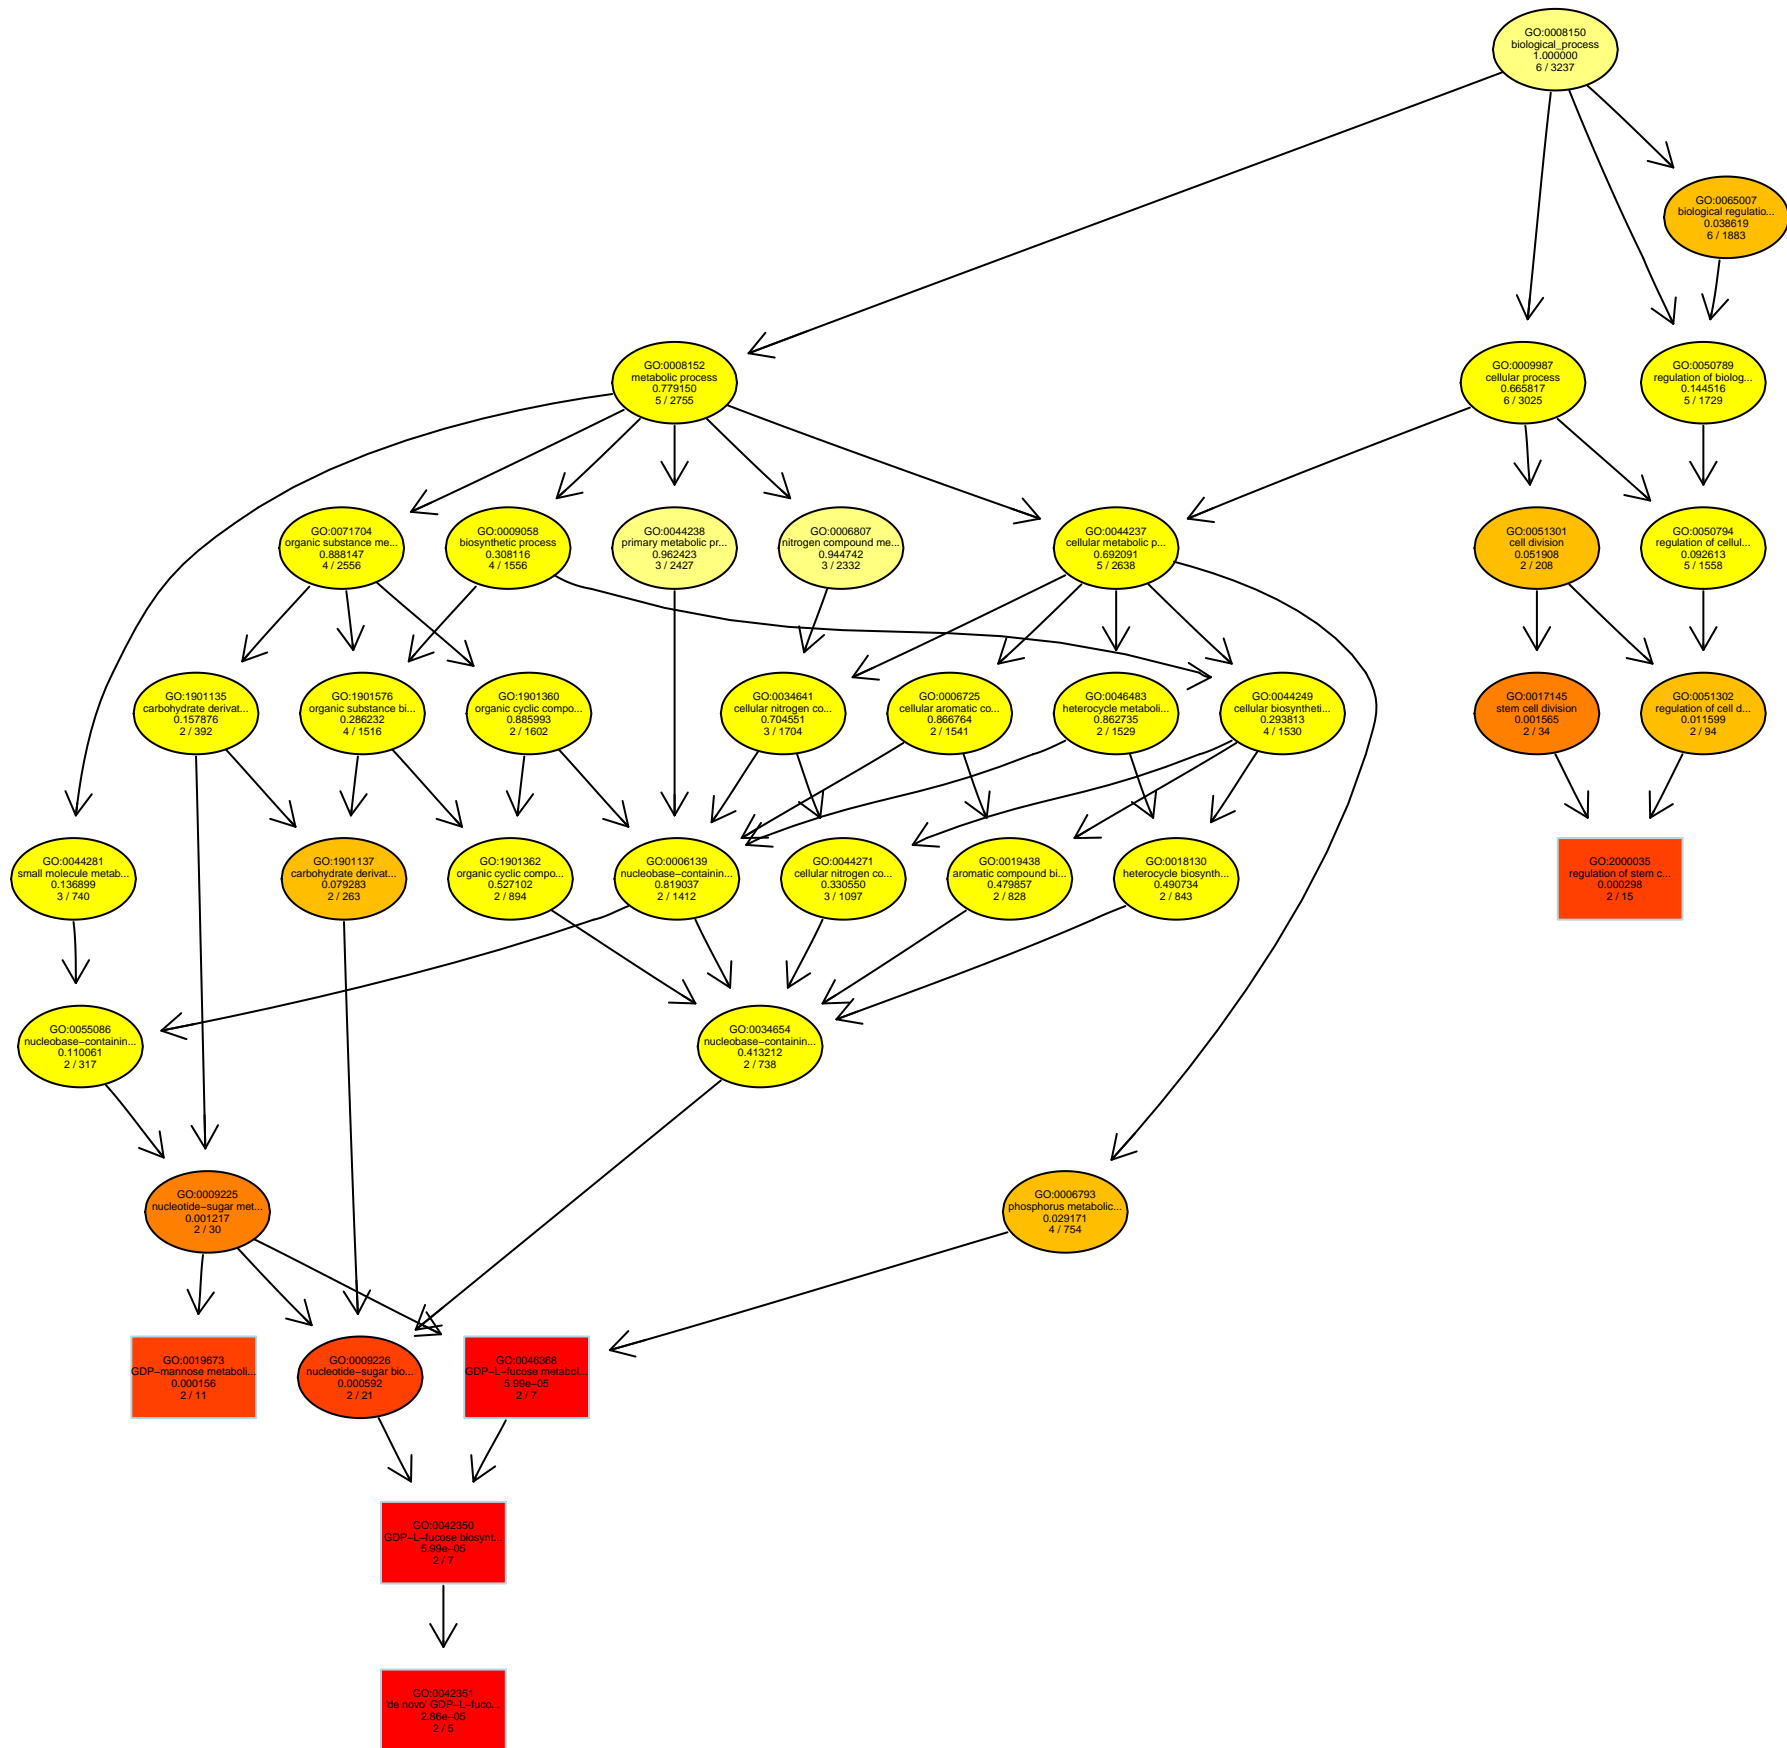 GO:0008150
biological_process
1.000000
6 / 3237
GO:0065007
biological regulatio...
0.038619
6 / 1883
GO:0008152
metabolic process
0.779150
5 / 2755
GO:0009987
cellular process
0.665817
6 / 3025
GO:0050789
regulation of biolog...
0.144516
5 / 1729
GO:0071704
organic substance me...
0.888147
4 / 2556
GO:0009058
biosynthetic process
0.308116
4 / 1556
GO:0044238
primary metabolic pr...
0.962423
3 / 2427
GO:0006807
nitrogen compound me...
0.944742
3 / 2332
GO:0044237
cellular metabolic p...
0.692091
5 / 2638
GO:0051301
cell division
0.051908
2 / 208
GO:0050794
regulation of cellul...
0.092613
5 / 1558
GO:1901135
carbohydrate derivat...
0.157876
2 / 392
GO:1901576
organic substance bi...
0.286232
4 / 1516
GO:1901360
organic cyclic compo...
0.885993
2 / 1602
GO:0034641
cellular nitrogen co...
0.704551
3 / 1704
GO:0006725
cellular aromatic co...
0.866764
2 / 1541
GO:0046483
heterocycle metaboli...
0.862735
2 / 1529
GO:0044249
cellular biosyntheti...
0.293813
4 / 1530
GO:0017145
stem cell division
0.001565
2 / 34
GO:0051302
regulation of cell d...
0.011599
2 / 94
GO:0044281
small molecule metab...
0.136899
3 / 740
GO:1901137
carbohydrate derivat...
0.079283
2 / 263
GO:1901362
organic cyclic compo...
0.527102
2 / 894
GO:0006139
nucleobase−containin...
0.819037
2 / 1412
GO:0044271
cellular nitrogen co...
0.330550
3 / 1097
GO:0019438
aromatic compound bi...
0.479857
2 / 828
GO:0018130
heterocycle biosynth...
0.490734
2 / 843
GO:2000035
regulation of stem c...
0.000298
2 / 15
GO:0055086
nucleobase−containin...
0.110061
2 / 317
GO:0034654
nucleobase−containin...
0.413212
2 / 738
GO:0009225
nucleotide−sugar met...
0.001217
2 / 30
GO:0006793
phosphorus metabolic...
0.029171
4 / 754
GO:0019673
GDP−mannose metaboli...
0.000156
2 / 11
GO:0009226
nucleotide−sugar bio...
0.000592
2 / 21
GO:0046368
GDP−L−fucose metabol...
5.99e−05
2 / 7
GO:0042350
GDP−L−fucose biosynt...
5.99e−05
2 / 7
GO:0042351
'de novo' GDP−L−fuco...
2.86e−05
2 / 5